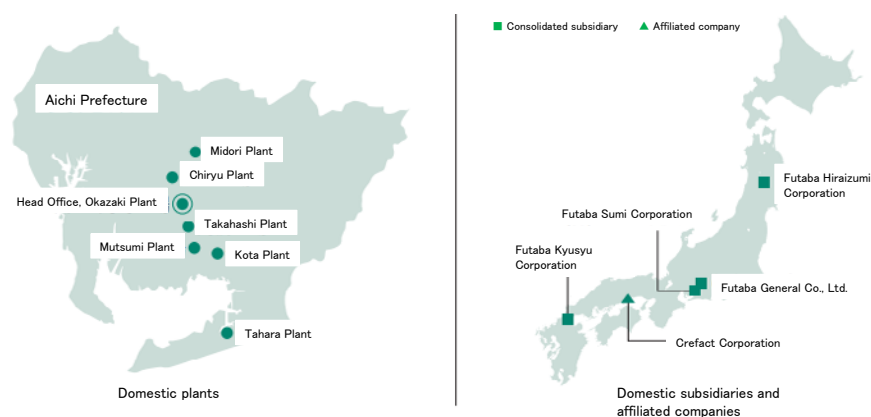 Aichi Prefecture
Midori Plant
Chiryu Plant
Head Office, Okazaki Plant
Takahashi Plant
Mutsumi Plant
Kota Plant
Tahara Plant
Domestic plants
Consolidated subsidiary
Affiliated company
Futaba Hiraizumi
Corporation
Futaba Sumi Corporation
Futaba Kyusyu
Corporation
Futaba General Co., Ltd.
Crefact Corporation
Domestic subsidiaries and
affiliated companies